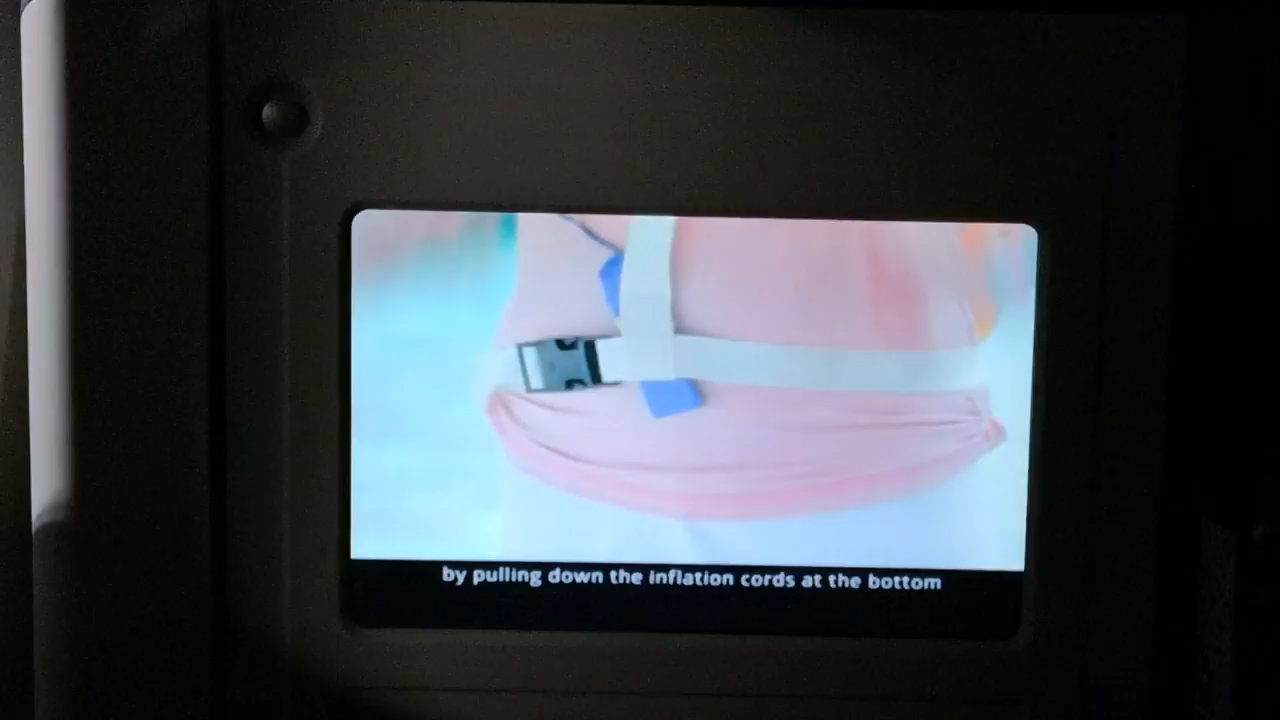 by pulling down the inflation cords at the bottom